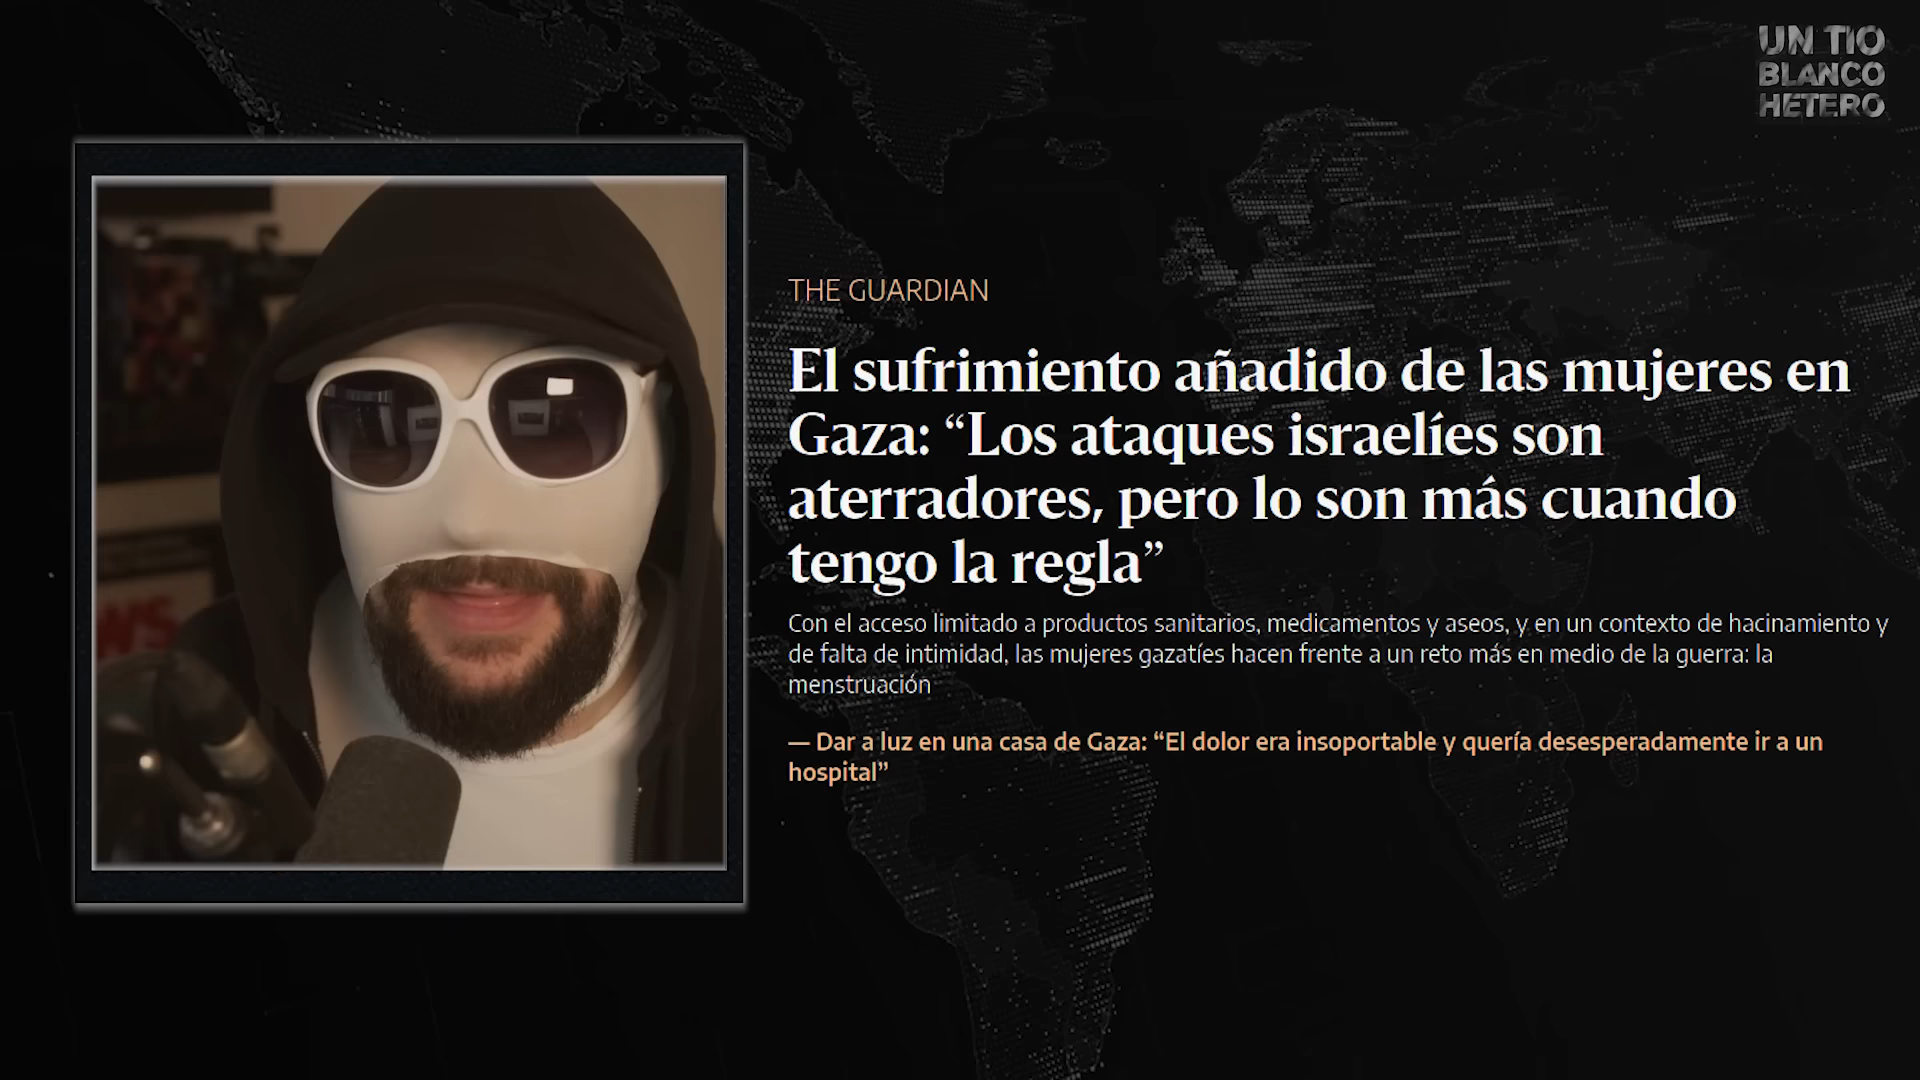 UN TIO
BLANCO
HETERO
THE GUARDIAN
El sufrimiento añadido de las mujeres en
Gaza: “Los ataques israelíes son
aterradores, pero lo son más cuando
tengo la regla”
Con el acceso limitado a productos sanitarios, medicamentos y aseos, y en un contexto de hacinamiento y
de falta de intimidad, las mujeres gazatíes hacen frente a un reto más en medio de la guerra: la
menstruación
— Dar a luz en una casa de Gaza: “El dolor era insoportable y quería desesperadamente ir a un
hospital”